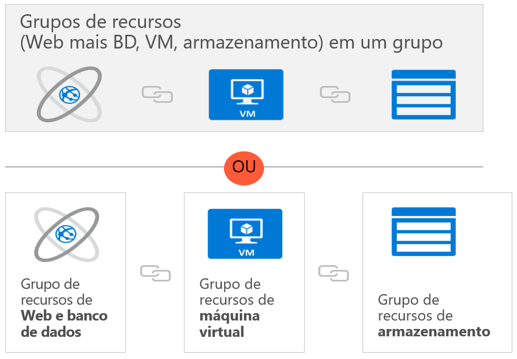 Grupos de recursos
(Web mais BD, VM, armazenamento) em um grupo
VM
OU
VM
Grupo de
recursos de
Web e banco
de dados
Grupo de
recursos de
máquina
virtual
Grupo de
recursos de
armazenamento